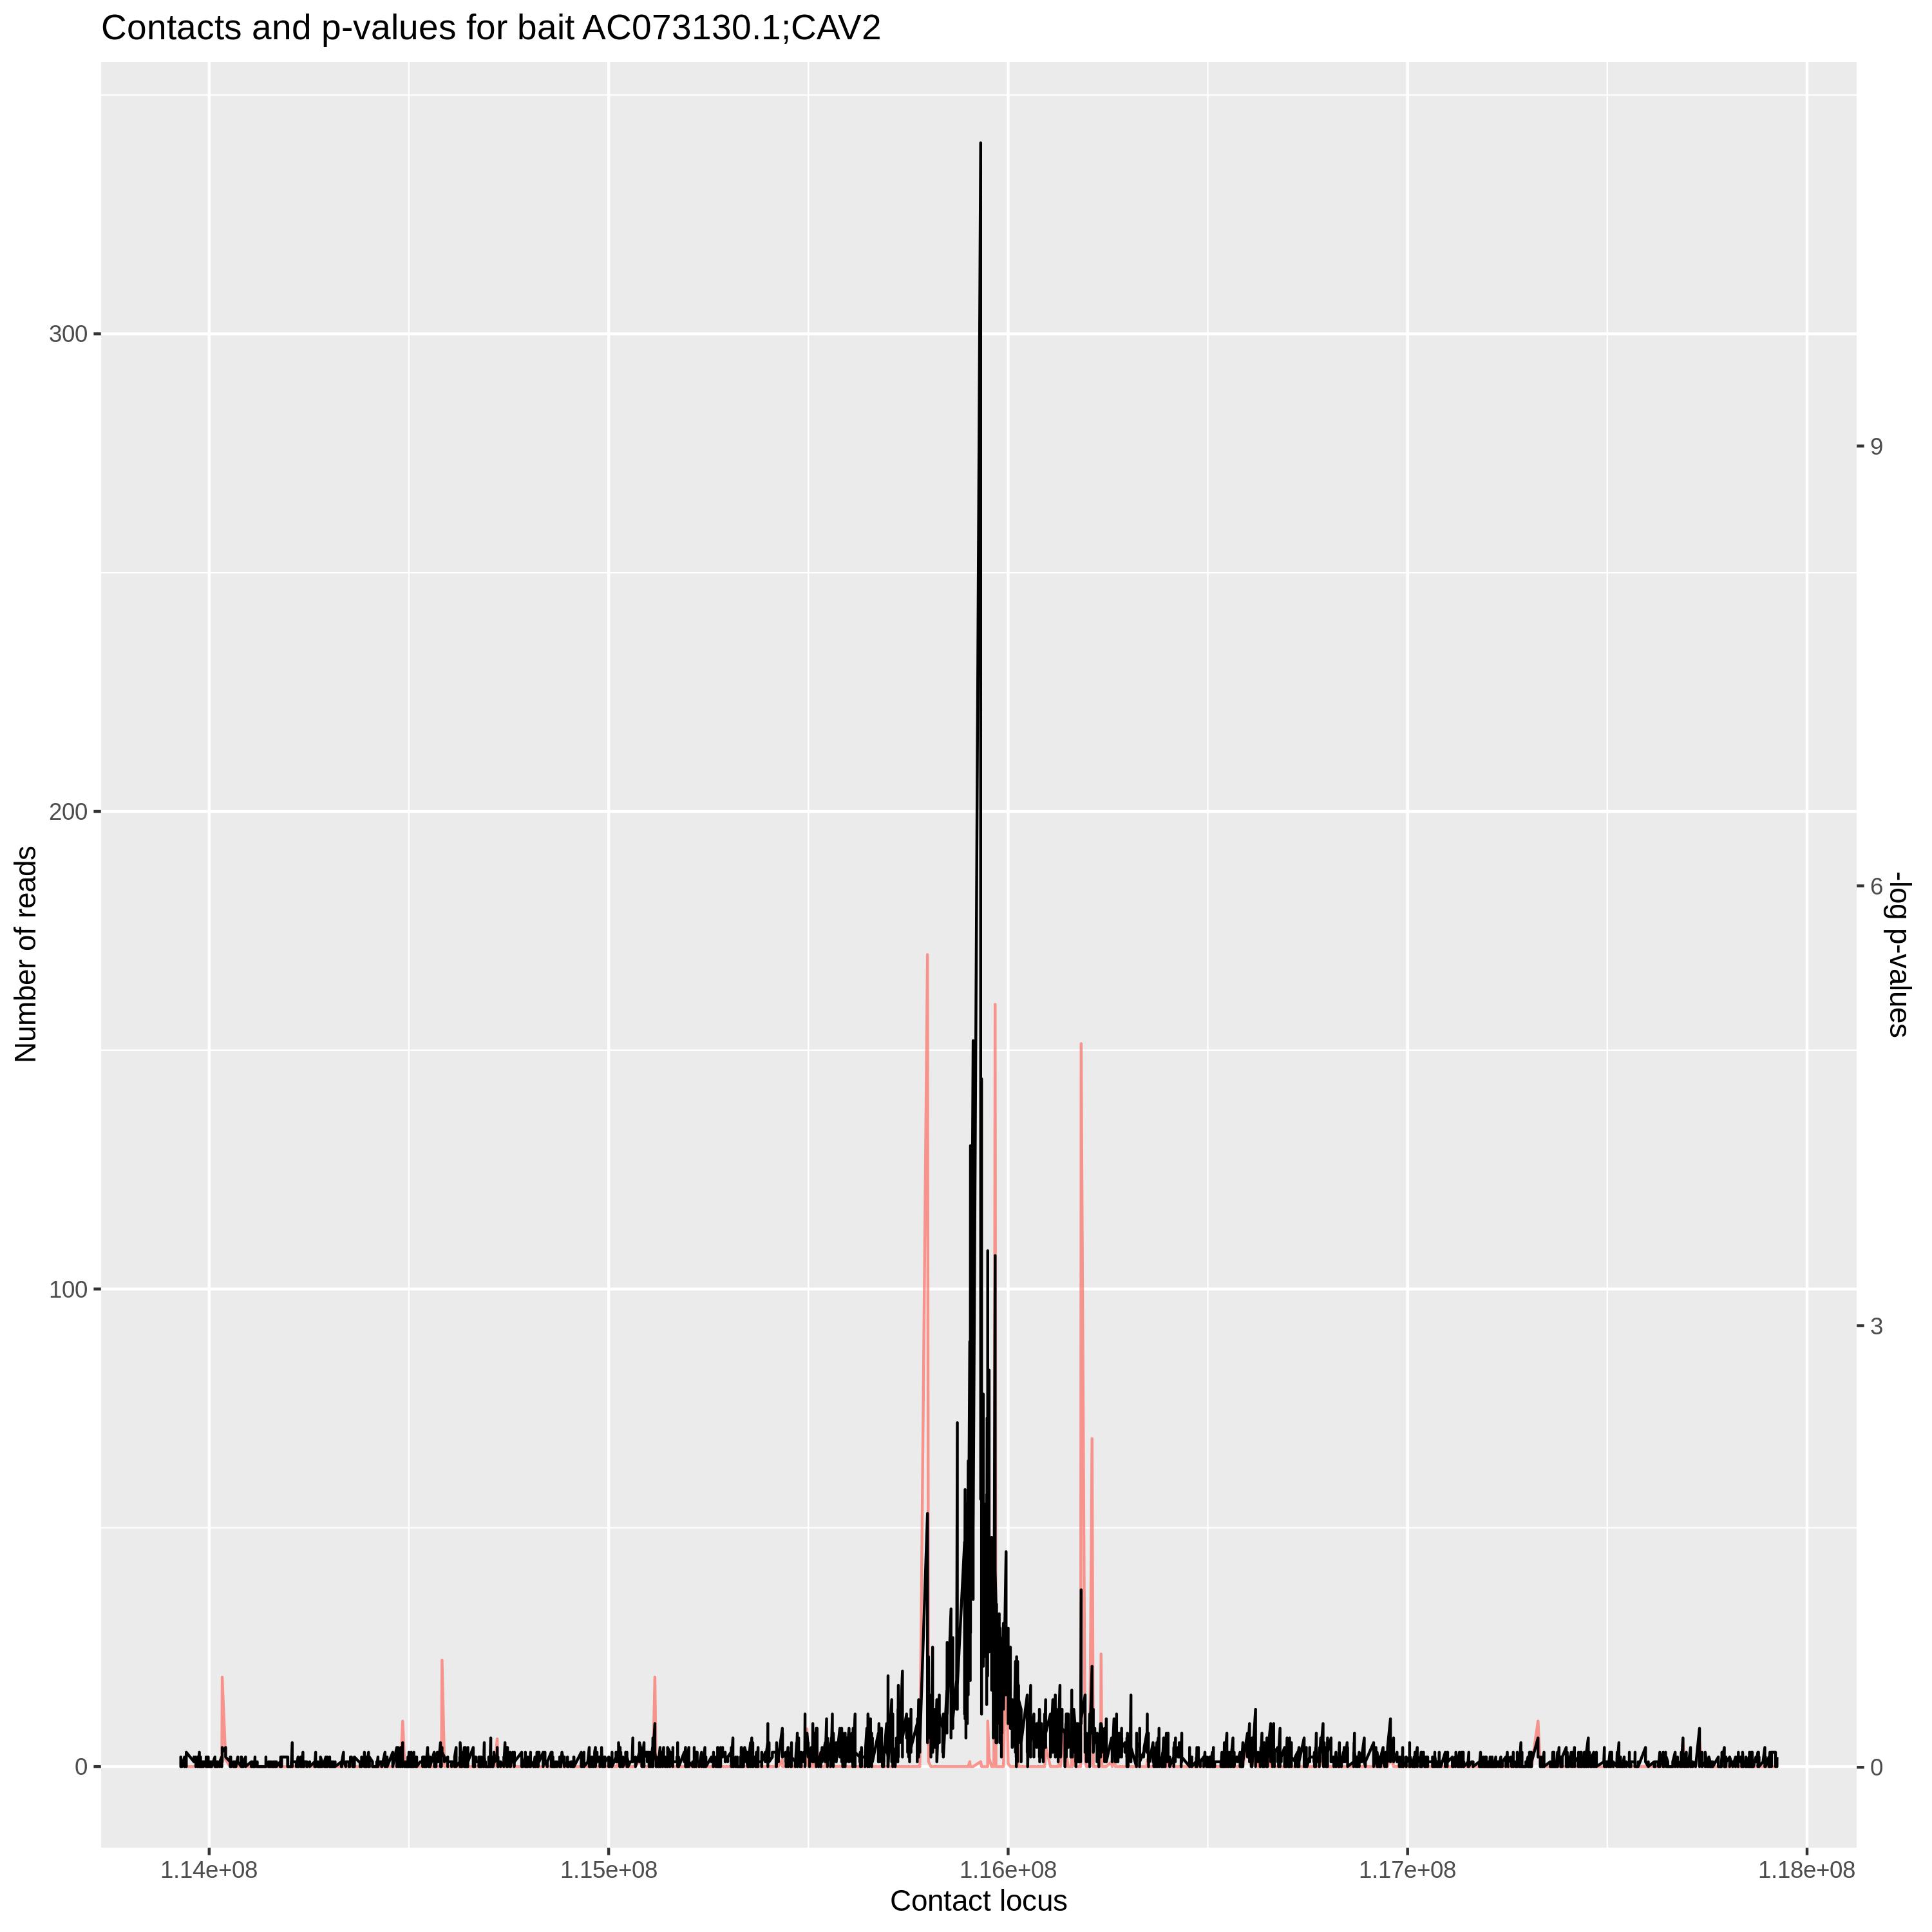 Contacts and p-values for bait AC073130.1;CAV2
300
200
100
0
Number of reads
9
6
3
0
-log p-values
1.14e+08
1.15e+08
1.16e+08
1.17e+08
1.18e+08
Contact locus